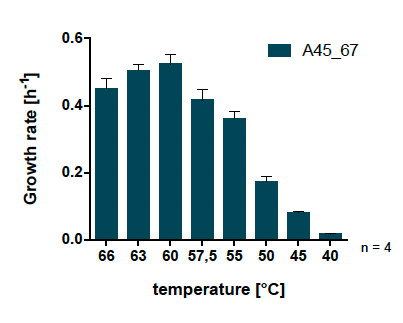 A45_67
Growth rate [h⁻¹]
0.6
0.4
0.2
0.0
66 63 60 57,5 55 50 45 40
n = 4
temperature [°C]